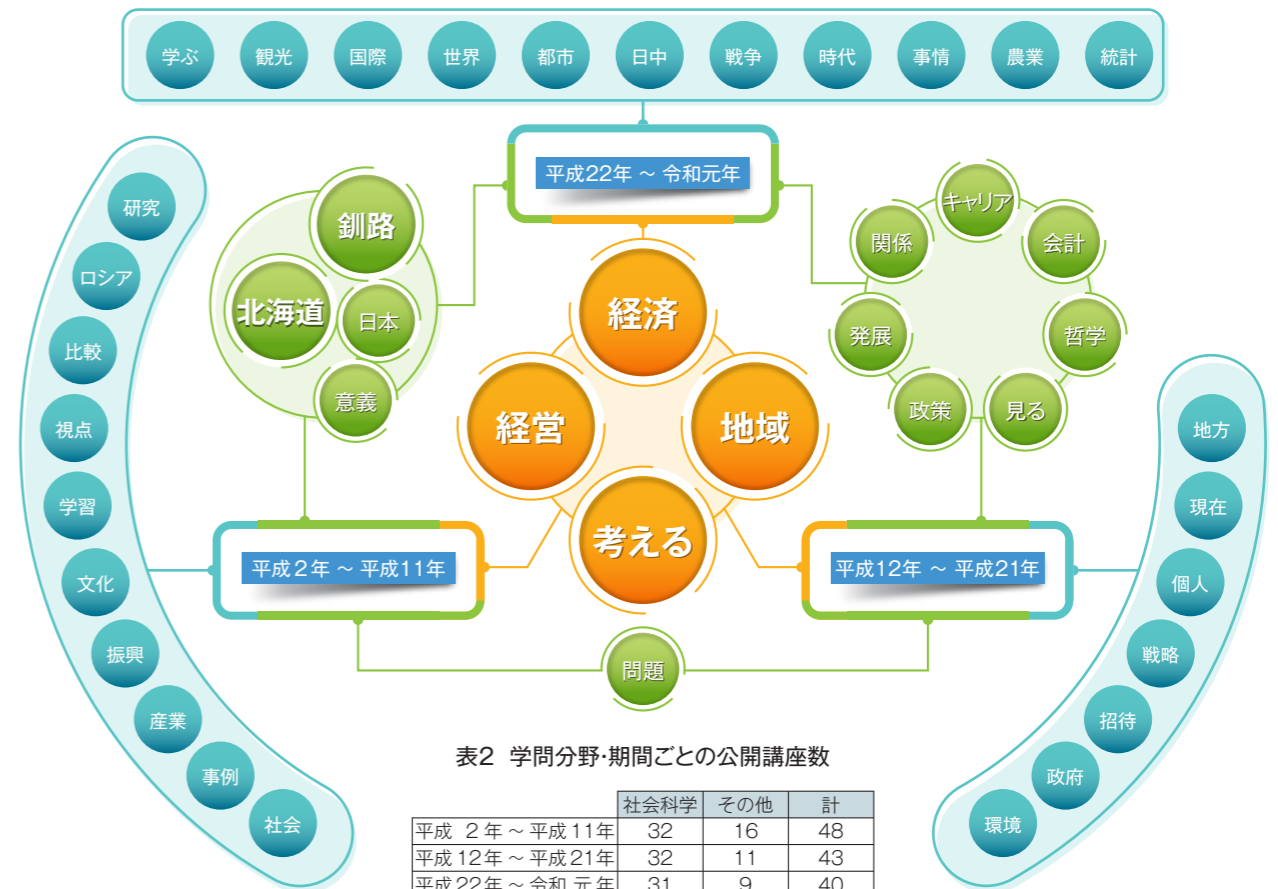 学ぶ 観光 国際 世界 都市 日中 戦争 時代 事情 農業 統計
平成22年 ~ 令和元年
釧路
北海道
日本
意義
キャリア
関係
会計
発展
哲学
政策
見る
経済
経営
地域
考える
研究
ロシア
比較
視点
学習
文化
振興
産業
事例
社会
地方
現在
個人
戦略
招待
政府
環境
平成2年 ~ 平成11年
平成12年 ~ 平成21年
問題
表2 学問分野・期間ごとの公開講座数
社会科学 その他 計
平成 2年 ~ 平成11年 32 16 48
平成12年 ~ 平成21年 32 11 43
平成22年 ~ 令和元年 31 9 40